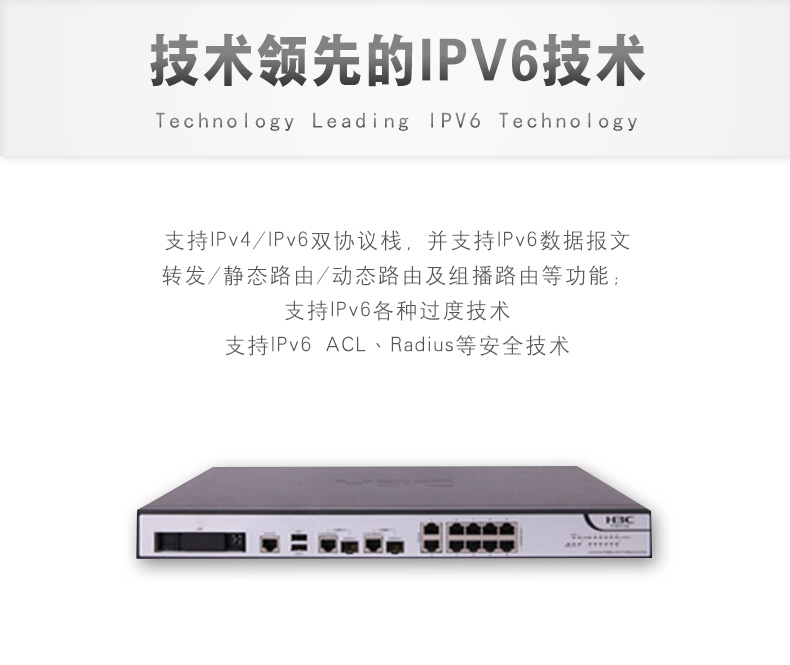 技术领先的IPV6技术
Technology Leading IPV6 Technology
支持IPv4/IPv6双协议栈，并支持IPv6数据报文
转发/静态路由/动态路由及组播路由等功能；
支持IPv6各种过度技术
支持IPv6 ACL、Radius等安全技术
H3C